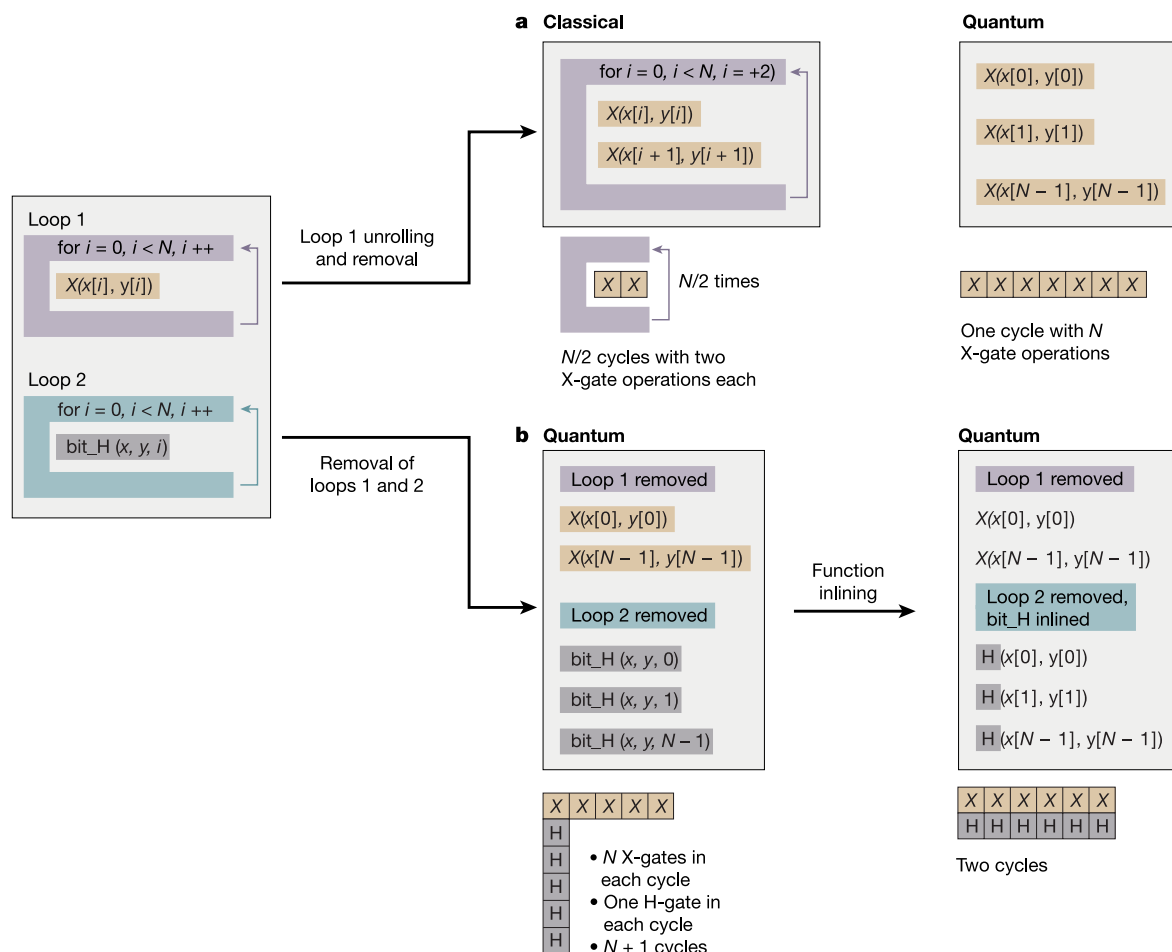 Loop 1
for i = 0, i < N, i ++
X(x[i], y[i])
Loop 2
for i = 0, i < N, i ++
bit_H (x, y, i)
Loop 1 unrolling
and removal
Removal of
loops 1 and 2
a Classical
for i = 0, i < N, i = +2)
X(x[i], y[i])
X(x[i + 1], y[i + 1])
X X
N/2 times
N/2 cycles with two
X-gate operations each
Quantum
X(x[0], y[0])
X(x[1], y[1])
X(x[N − 1], y[N − 1])
X X X X X X X
One cycle with N
X-gate operations
b Quantum
Loop 1 removed
X(x[0], y[0])
X(x[N − 1], y[N − 1])
Loop 2 removed
bit_H (x, y, 0)
bit_H (x, y, 1)
bit_H (x, y, N − 1)
X X X X X
H
H
H
H
H
• N X-gates in
each cycle
• One H-gate in
each cycle
• N + 1 cycles
Function
inlining
Quantum
Loop 1 removed
X(x[0], y[0])
X(x[N − 1], y[N − 1])
Loop 2 removed,
bit_H inlined
H (x[0], y[0])
H (x[1], y[1])
H (x[N − 1], y[N − 1])
X X X X X X
H H H H H H
Two cycles